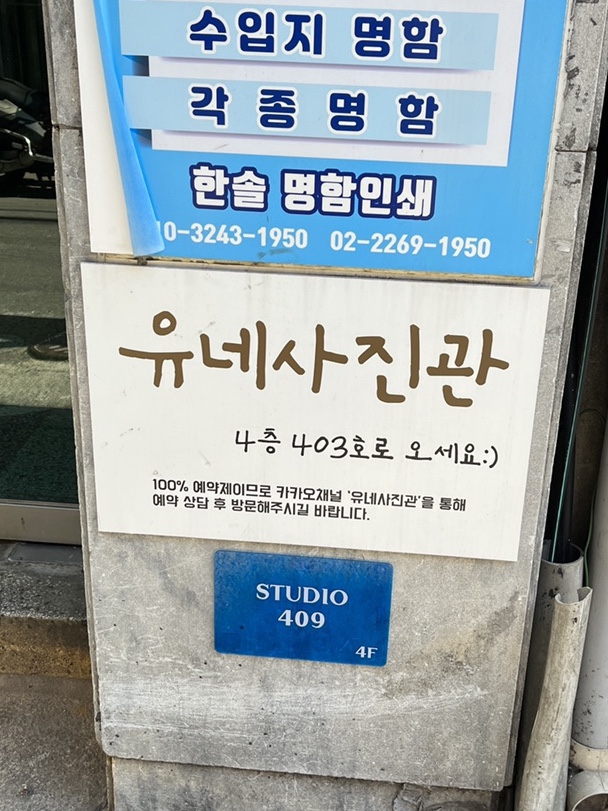 수입지 명함
각종명함
한솔 명함인쇄
10-3243-1950 02-2269-1950
유네사진관
4층 403호로 오세요:)
100% 예약제이므로 카카오채널 '유네사진관'을 통해
예약 상담 후 방문해주시길 바랍니다.
STUDIO
409
4F